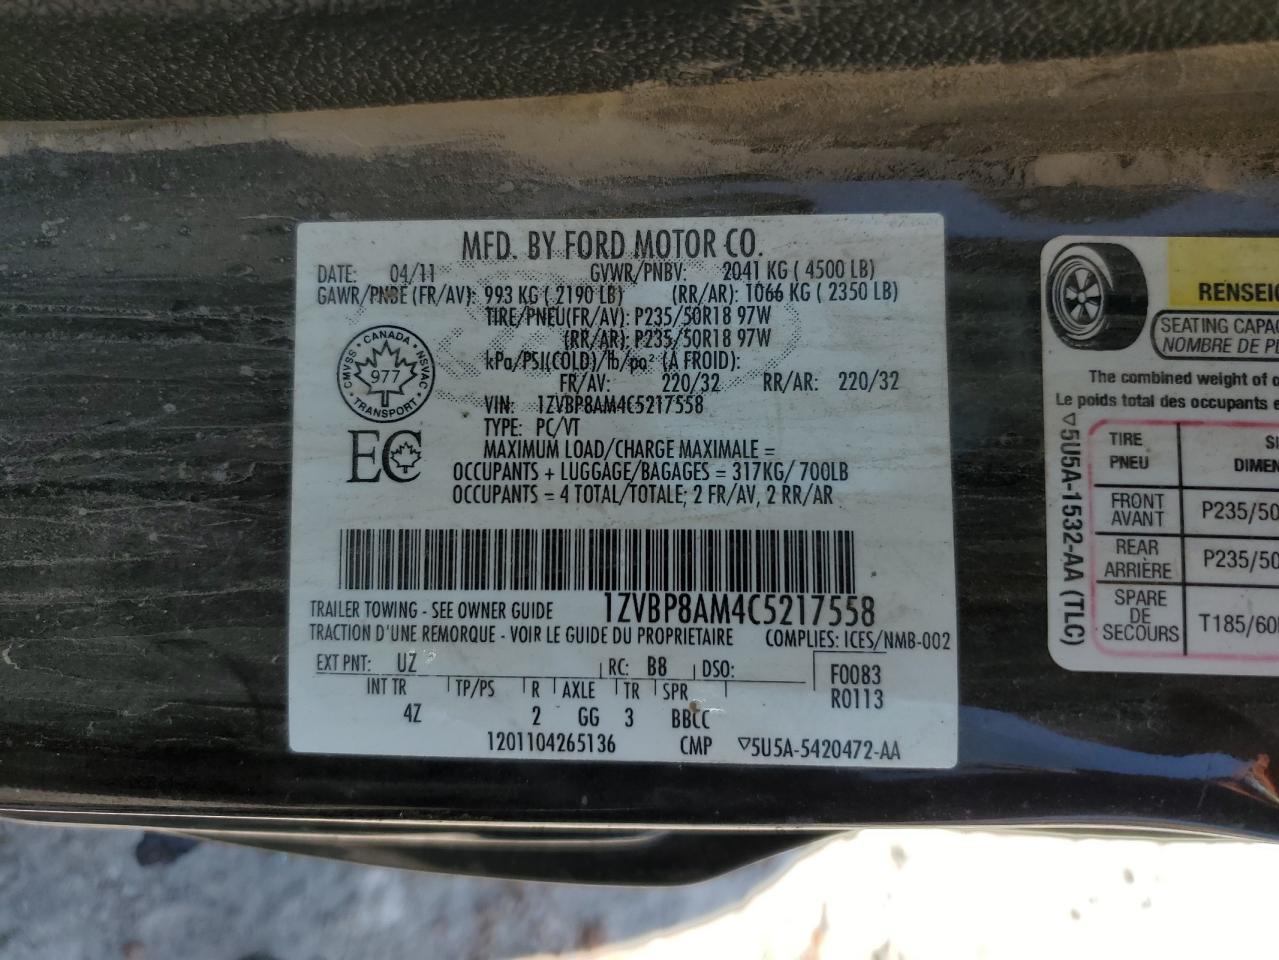 MFD. BY FORD MOTOR CO.
DATE: 04/11 GVWR/PNBV: 2041 KG ( 4500 LB)
GAWR/PNBE (FR/AV): 993 KG ( 2190 LB) (RR/AR): 1066 KG ( 2350 LB)
TIRE/PNEU(FR/AV): P235/50R18 97W
(RR/AR): P235/50R18 97W
kPa/PSI(COLD)/lb/po² (À FROID):
FR/AV: 220/32 RR/AR: 220/32
VIN: 1ZVBP8AM4C5217558
TYPE: PC/VT
MAXIMUM LOAD/CHARGE MAXIMALE =
OCCUPANTS + LUGGAGE/BAGAGES = 317KG/ 700LB
OCCUPANTS = 4 TOTAL/TOTALE; 2 FR/AV, 2 RR/AR
CANADA
CMVSS 977 NSVAC
TRANSPORT
EC
1ZVBP8AM4C5217558
TRAILER TOWING - SEE OWNER GUIDE
TRACTION D'UNE REMORQUE - VOIR LE GUIDE DU PROPRIETAIRE COMPLIES: ICES/NMB-002
EXT PNT: UZ RC: B8 DSO: F0083
INT TR TP/PS R AXLE TR SPR R0113
4Z 2 GG 3 BBCC
1201104265136 CMP ▽5U5A-5420472-AA
RENSEIG
SEATING CAPAC
NOMBRE DE PL
The combined weight of o
Le poids total des occupants e
▽5U5A-1532-AA (TLC)
TIRE SI
PNEU DIMEN
FRONT
AVANT P235/50
REAR
ARRIÈRE P235/50
SPARE
DE
SECOURS T185/60